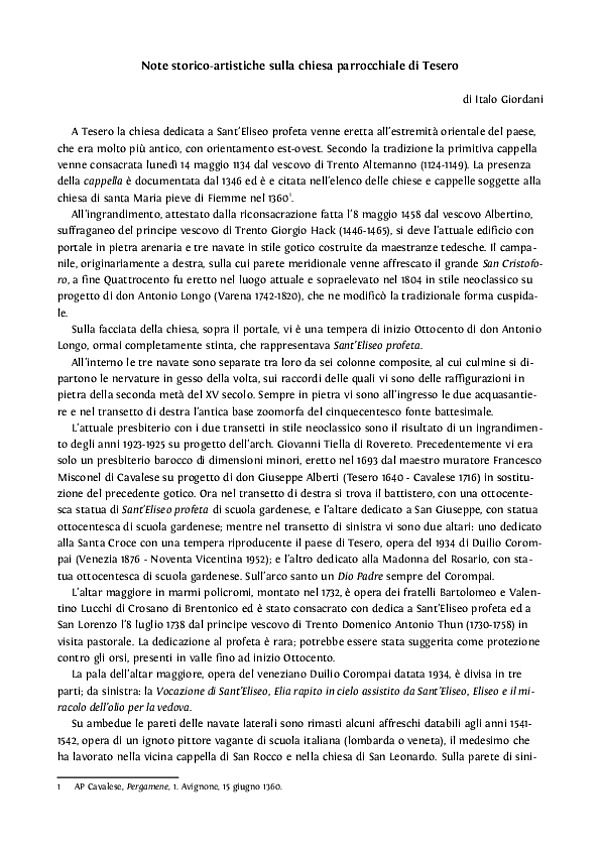 Note storico-artistiche sulla chiesa parrocchiale di Tesero
di Italo Giordani
A Tesero la chiesa dedicata a Sant'Eliseo profeta venne eretta all'estremità orientale del paese,
che era molto più antico, con orientamento est-ovest. Secondo la tradizione la primitiva cappella
venne consacrata lunedì 14 maggio 1134 dal vescovo di Trento Altemanno (1124-1149). La presenza
della cappella è documentata dal 1346 ed è e citata nell'elenco delle chiese e cappelle soggette alla
chiesa di santa Maria pieve di Fiemme nel 1360¹.
All'ingrandimento, attestato dalla riconsacrazione fatta l'8 maggio 1458 dal vescovo Albertino,
suffraganeo del principe vescovo di Trento Giorgio Hack (1446-1465), si deve l'attuale edificio con
portale in pietra arenaria e tre navate in stile gotico costruite da maestranze tedesche. Il campa-
nile, originariamente a destra, sulla cui parete meridionale venne affrescato il grande San Cristofo-
ro, a fine Quattrocento fu eretto nel luogo attuale e sopraelevato nel 1804 in stile neoclassico su
progetto di don Antonio Longo (Varena 1742-1820), che ne modificò la tradizionale forma cuspida-
le.
Sulla facciata della chiesa, sopra il portale, vi è una tempera di inizio Ottocento di don Antonio
Longo, ormai completamente stinta, che rappresentava Sant'Eliseo profeta.
All'interno le tre navate sono separate tra loro da sei colonne composite, al cui culmine si di-
partono le nervature in gesso della volta, sui raccordi delle quali vi sono delle raffigurazioni in
pietra della seconda metà del XV secolo. Sempre in pietra vi sono all'ingresso le due acquasantie-
re e nel transetto di destra l'antica base zoomorfa del cinquecentesco fonte battesimale.
L'attuale presbiterio con i due transetti in stile neoclassico sono il risultato di un ingrandimen-
to degli anni 1923-1925 su progetto dell'arch. Giovanni Tiella di Rovereto. Precedentemente vi era
solo un presbiterio barocco di dimensioni minori, eretto nel 1693 dal maestro muratore Francesco
Misconel di Cavalese su progetto di don Giuseppe Alberti (Tesero 1640 - Cavalese 1716) in sostitu-
zione del precedente gotico. Ora nel transetto di destra si trova il battistero, con una ottocente-
sca statua di Sant'Eliseo profeta di scuola gardenese, e l'altare dedicato a San Giuseppe, con statua
ottocentesca di scuola gardenese; mentre nel transetto di sinistra vi sono due altari: uno dedicato
alla Santa Croce con una tempera riproducente il paese di Tesero, opera del 1934 di Duilio Corom-
pai (Venezia 1876 - Noventa Vicentina 1952); e l'altro dedicato alla Madonna del Rosario, con sta-
tua ottocentesca di scuola gardenese. Sull'arco santo un Dio Padre sempre del Corompai.
L'altar maggiore in marmi policromi, montato nel 1732, è opera dei fratelli Bartolomeo e Valen-
tino Lucchi di Crosano di Brentonico ed è stato consacrato con dedica a Sant'Eliseo profeta ed a
San Lorenzo l'8 luglio 1738 dal principe vescovo di Trento Domenico Antonio Thun (1730-1758) in
visita pastorale. La dedicazione al profeta è rara; potrebbe essere stata suggerita come protezione
contro gli orsi, presenti in valle fino ad inizio Ottocento.
La pala dell'altar maggiore, opera del veneziano Duilio Corompai datata 1934, è divisa in tre
parti; da sinistra: la Vocazione di Sant'Eliseo, Elia rapito in cielo assistito da Sant'Eliseo, Eliseo e il mi-
racolo dell'olio per la vedova.
Su ambedue le pareti delle navate laterali sono rimasti alcuni affreschi databili agli anni 1541-
1542, opera di un ignoto pittore vagante di scuola italiana (lombarda o veneta), il medesimo che
ha lavorato nella vicina cappella di San Rocco e nella chiesa di San Leonardo. Sulla parete di sini-
1 AP Cavalese, Pergamene, 1. Avignone, 15 giugno 1360.